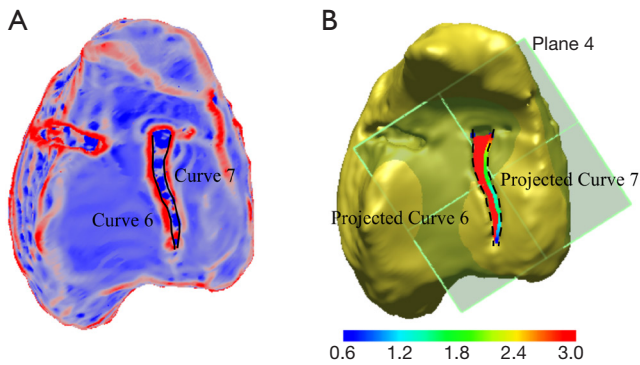 A
B
Plane 4
Curve 7
Curve 6
Projected Curve 7
Projected Curve 6
0.6 1.2 1.8 2.4 3.0